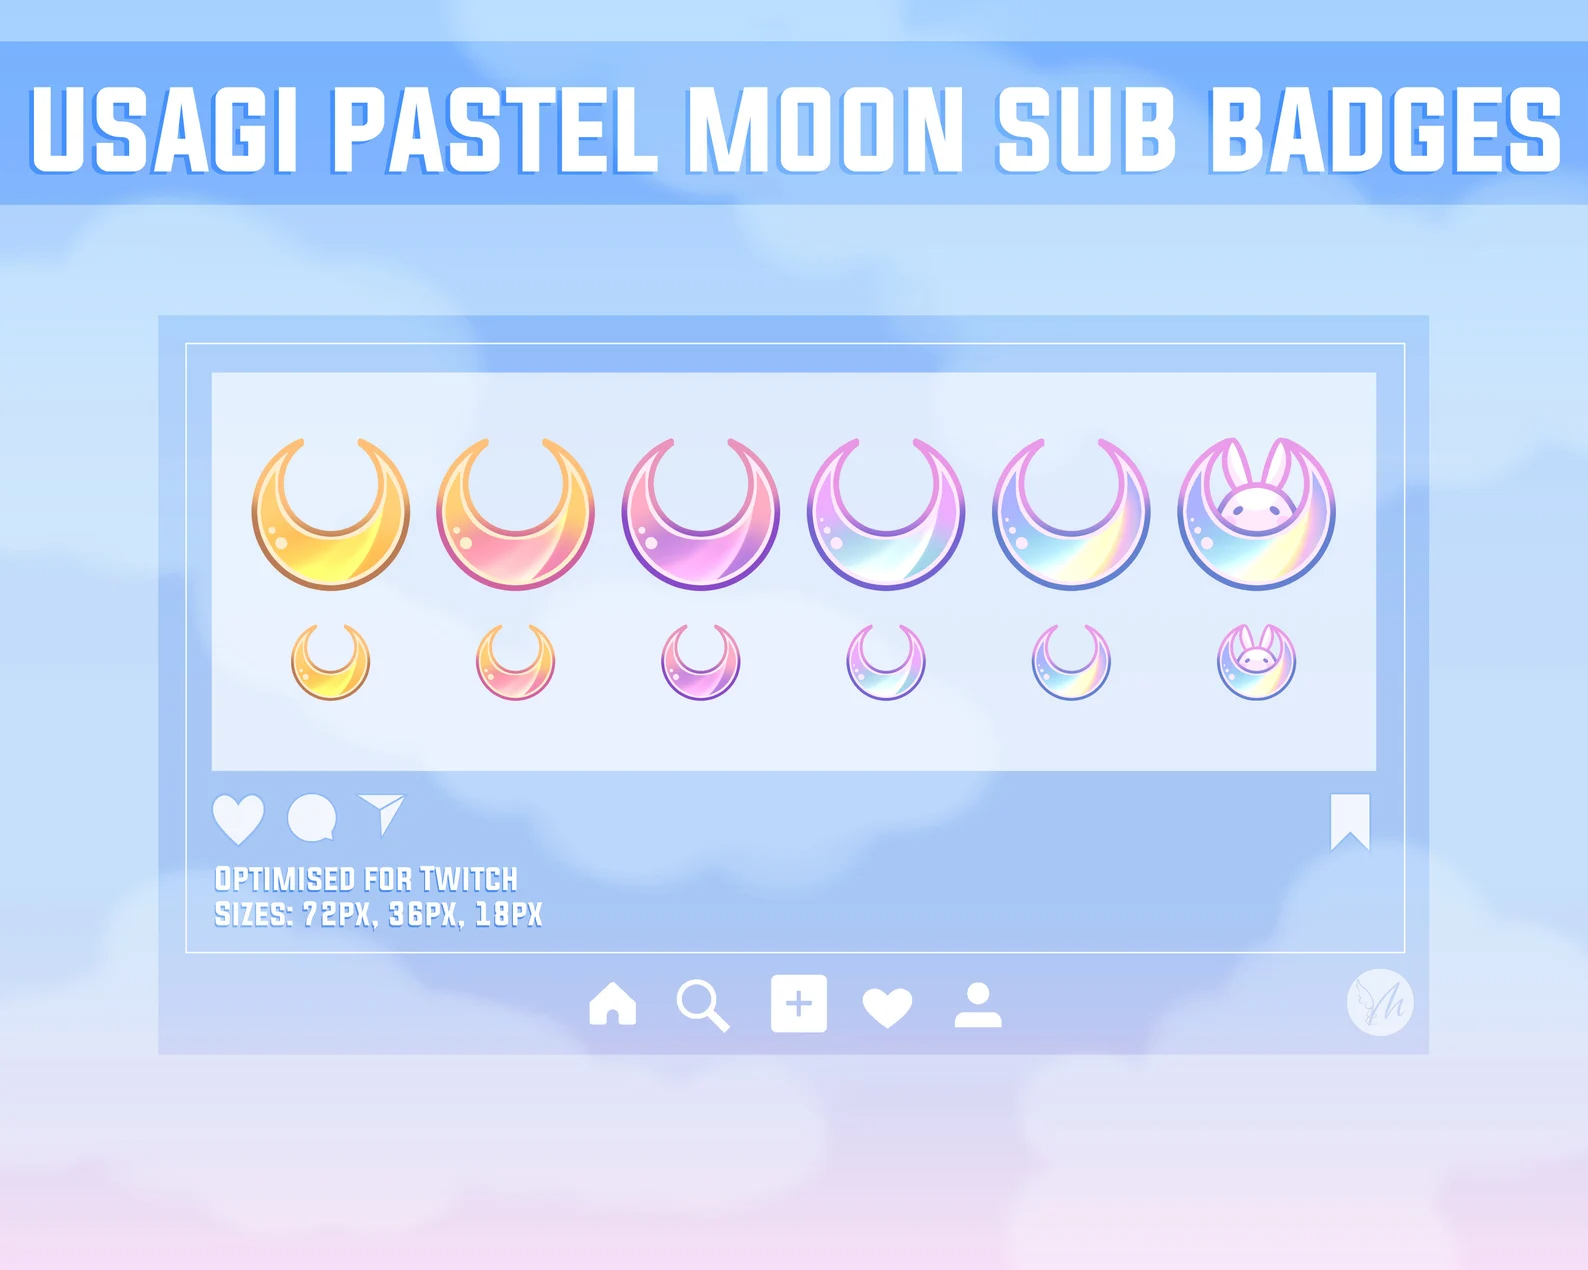 USAGI PASTEL MOON SUB BADGES
Optimised for Twitch
Sizes: 72px, 36px, 18px